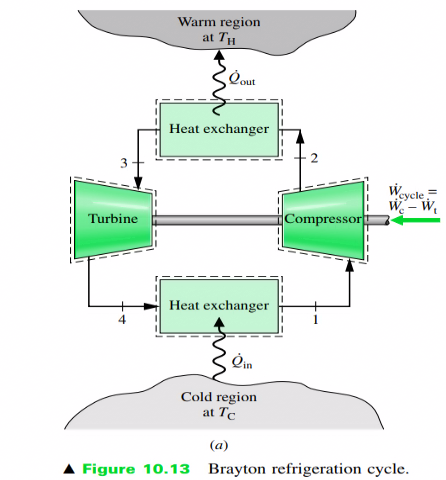 Warm region
at T_H
Q̇_out
Heat exchanger
3
2
Turbine
Compressor
Ẇ_cycle =
Ẇ_c – Ẇ_t
Heat exchanger
4
1
Q̇_in
Cold region
at T_C
(a)
▲ Figure 10.13 Brayton refrigeration cycle.